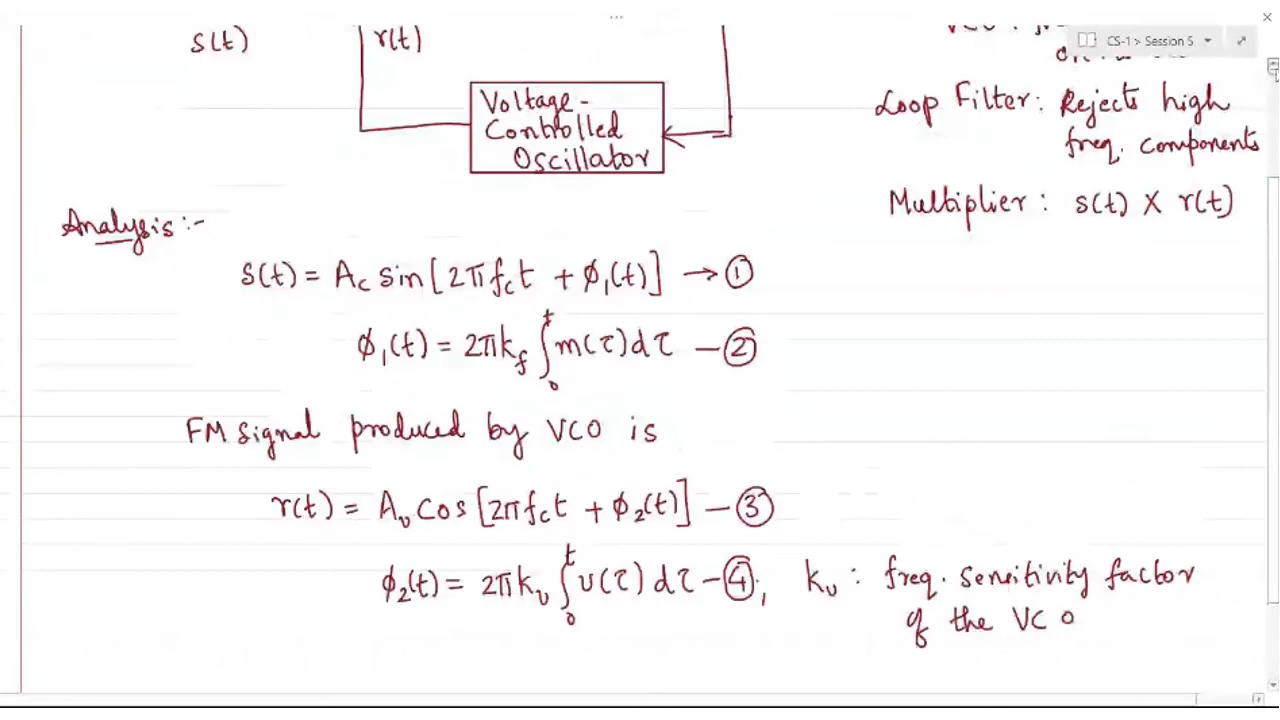 s(t) r(t)
CS-1 > Session 5
Voltage-
Controlled
Oscillator
Loop Filter: Rejects high
freq. components
Multiplier: s(t) X r(t)
Analysis:-
s(t) = A_c sin[2πf_c t + ϕ_1(t)] → ①
ϕ_1(t) = 2πk_f ∫_0^t m(τ)dτ – ②
FM signal produced by VCO is
r(t) = A_v cos[2πf_c t + ϕ_2(t)] – ③
ϕ_2(t) = 2πk_v ∫_0^t v(τ)dτ – ④, k_v : freq. sensitivity factor
of the VCO